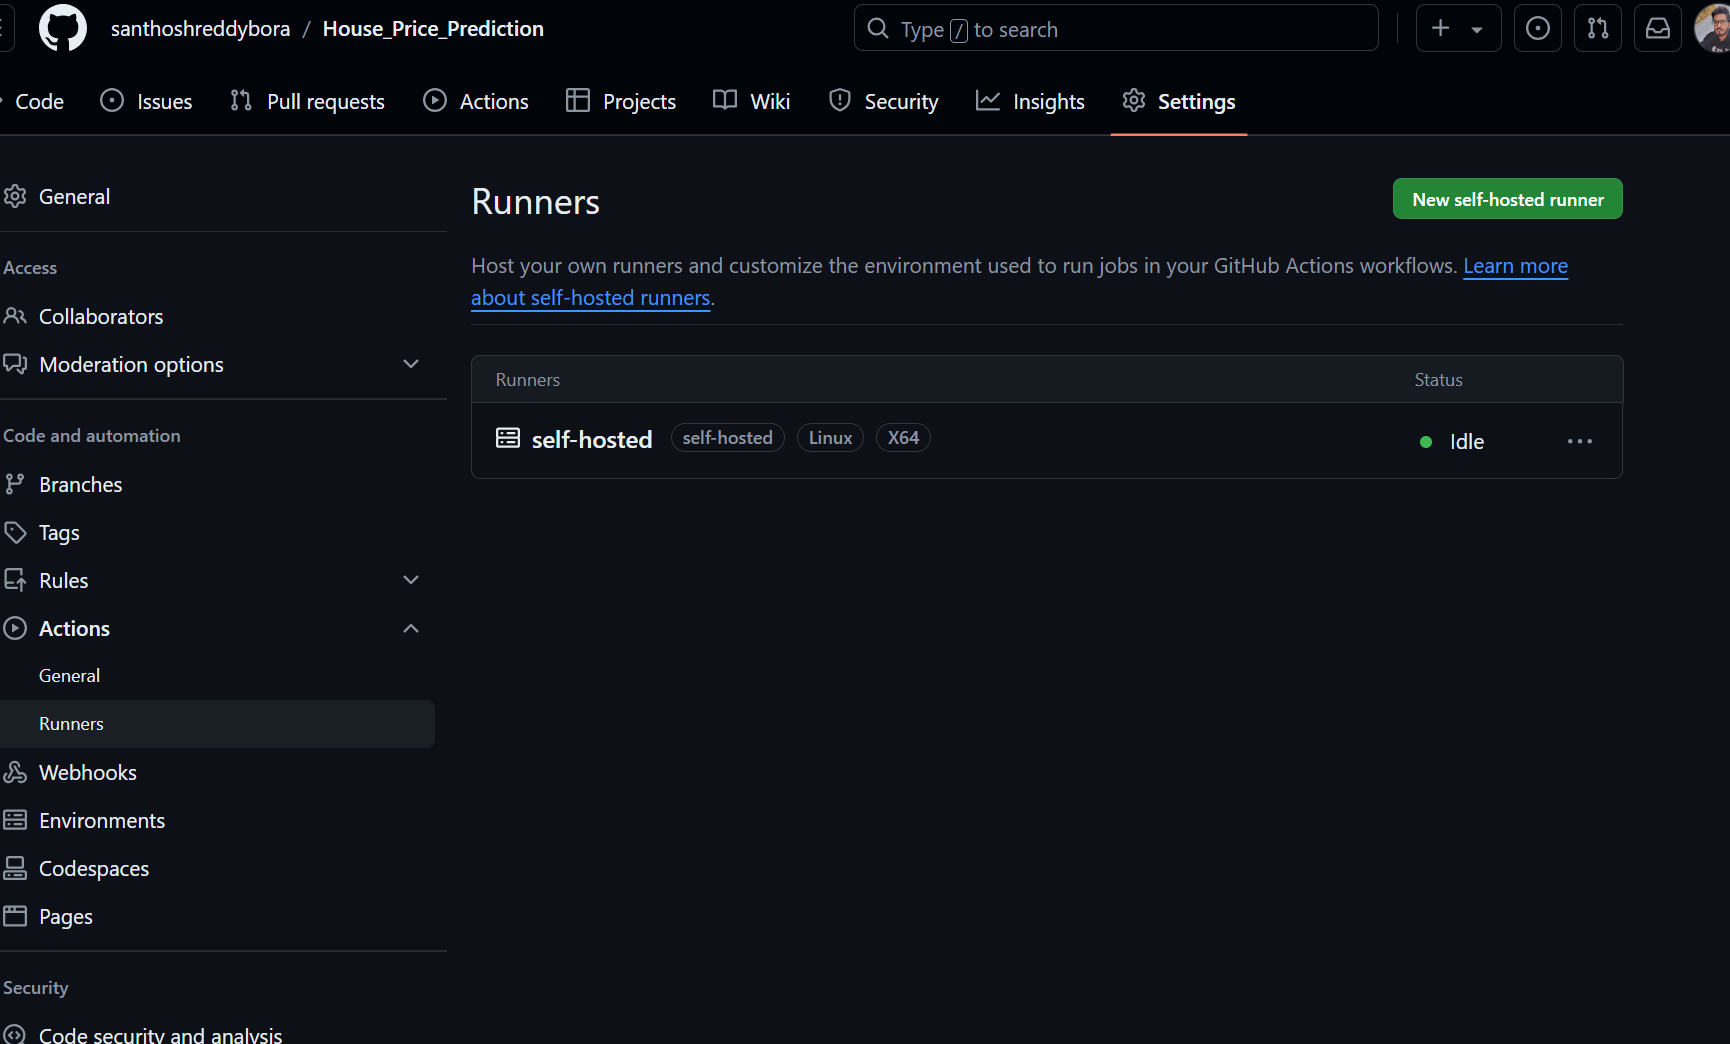 santhoshreddybora / House_Price_Prediction
Type / to search
Code
Issues
Pull requests
Actions
Projects
Wiki
Security
Insights
Settings
General
Access
Collaborators
Moderation options
Code and automation
Branches
Tags
Rules
Actions
General
Runners
Webhooks
Environments
Codespaces
Pages
Security
Code security and analysis
Runners
New self-hosted runner
Host your own runners and customize the environment used to run jobs in your GitHub Actions workflows. Learn more
about self-hosted runners.
Runners
Status
self-hosted
self-hosted
Linux
X64
Idle